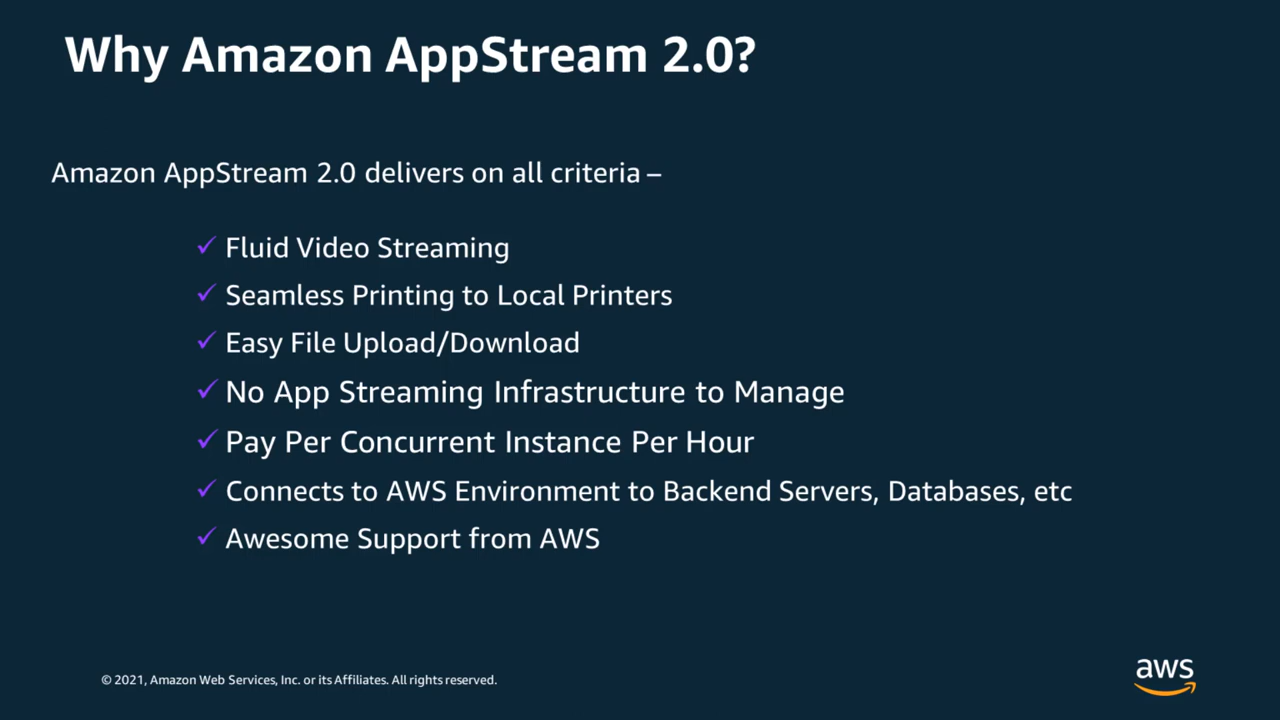 Why Amazon AppStream 2.0?
Amazon AppStream 2.0 delivers on all criteria –
✓ Fluid Video Streaming
✓ Seamless Printing to Local Printers
✓ Easy File Upload/Download
✓ No App Streaming Infrastructure to Manage
✓ Pay Per Concurrent Instance Per Hour
✓ Connects to AWS Environment to Backend Servers, Databases, etc
✓ Awesome Support from AWS
© 2021, Amazon Web Services, Inc. or its Affiliates. All rights reserved.
aws